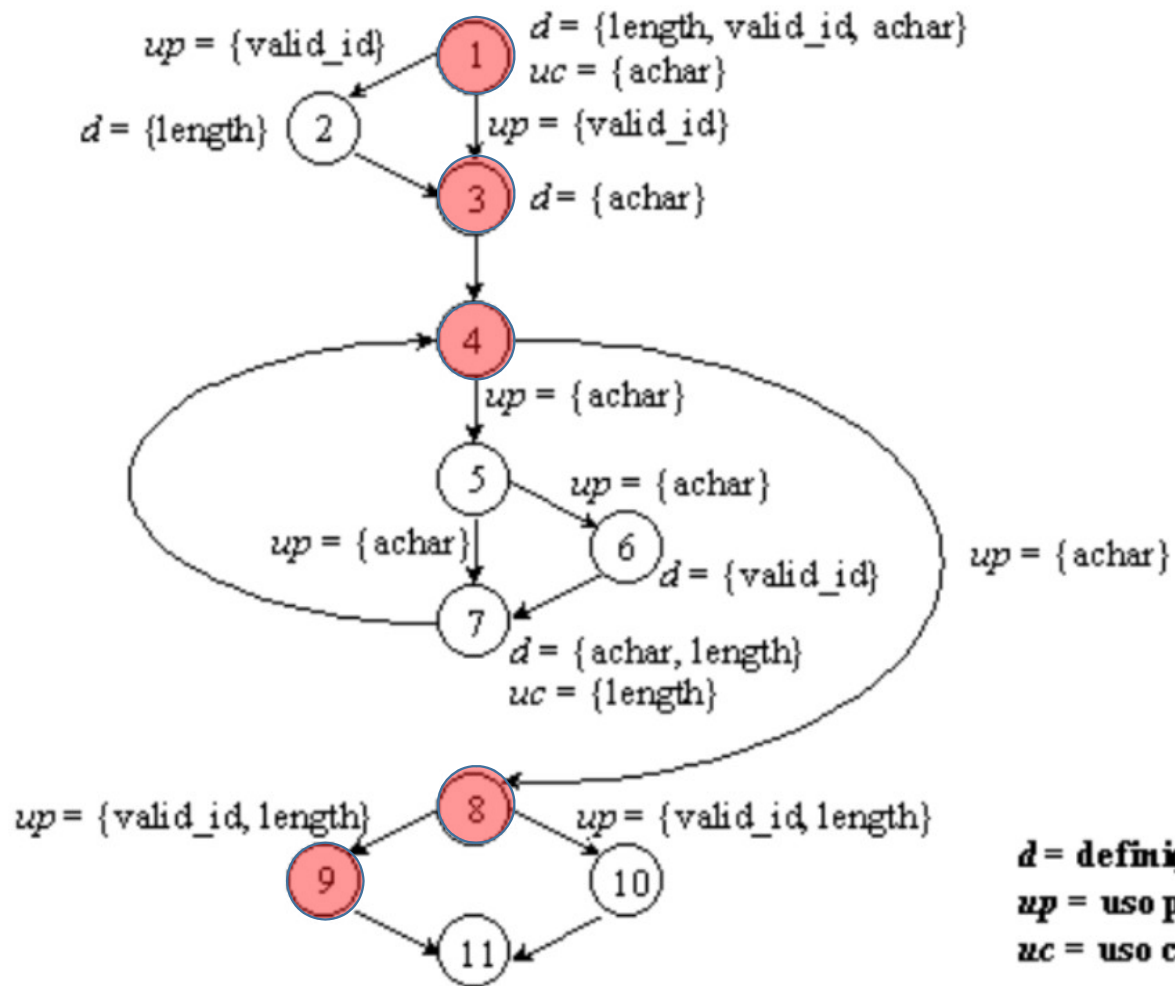 1
d = {length, valid_id, achar}
uc = {achar}
up = {valid_id}
2
d = {length}
up = {valid_id}
3
d = {achar}
4
up = {achar}
5
up = {achar}
up = {achar}
6
d = {valid_id}
up = {achar}
7
d = {achar, length}
uc = {length}
8
up = {valid_id, length}
up = {valid_id, length}
9
10
11
d = defini
up = uso p
uc = uso c